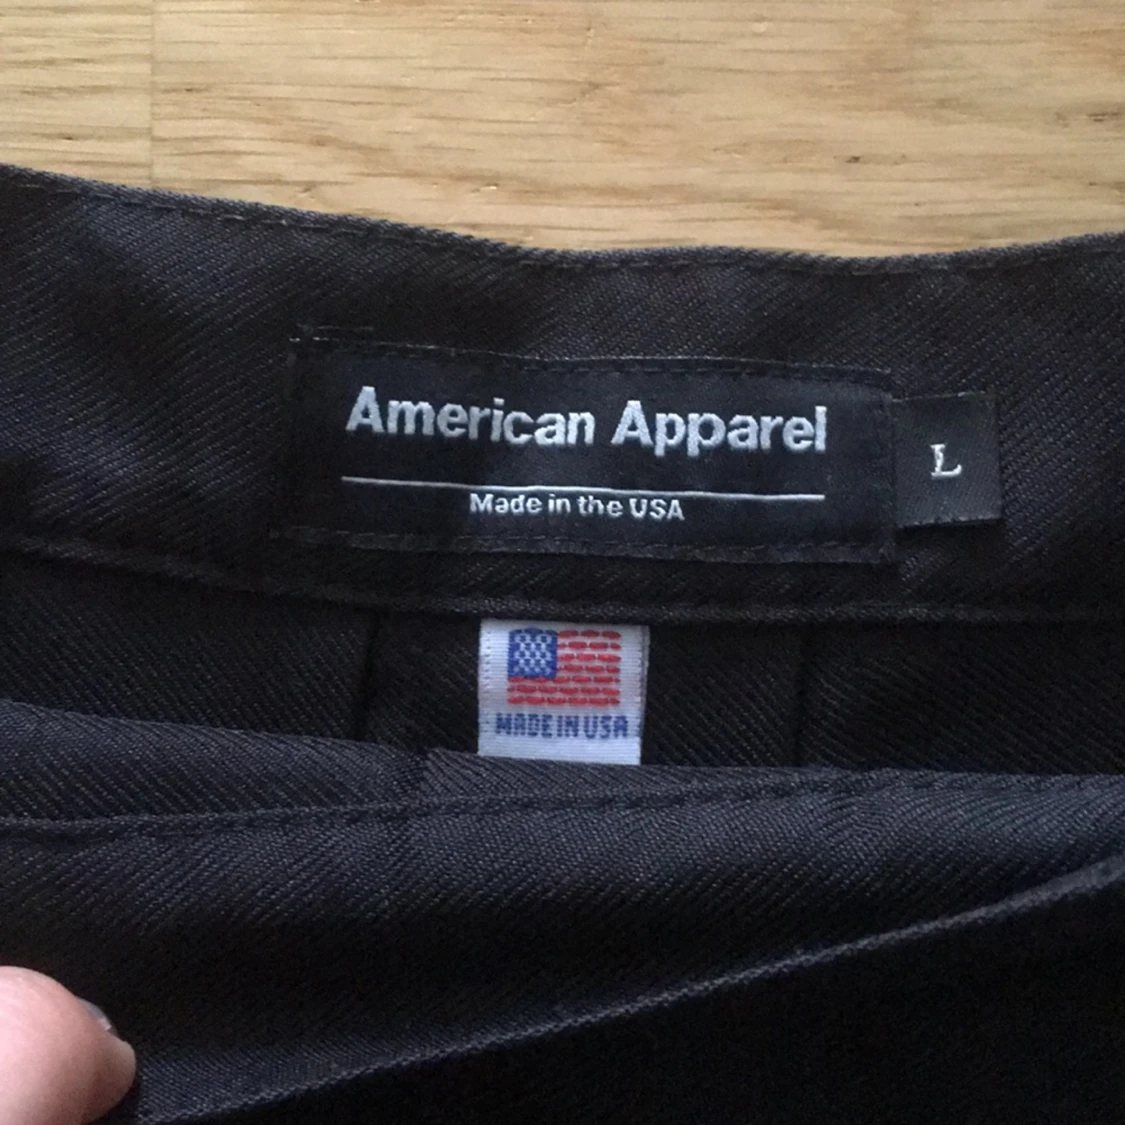 American Apparel
L
Made in the USA
MADE IN USA